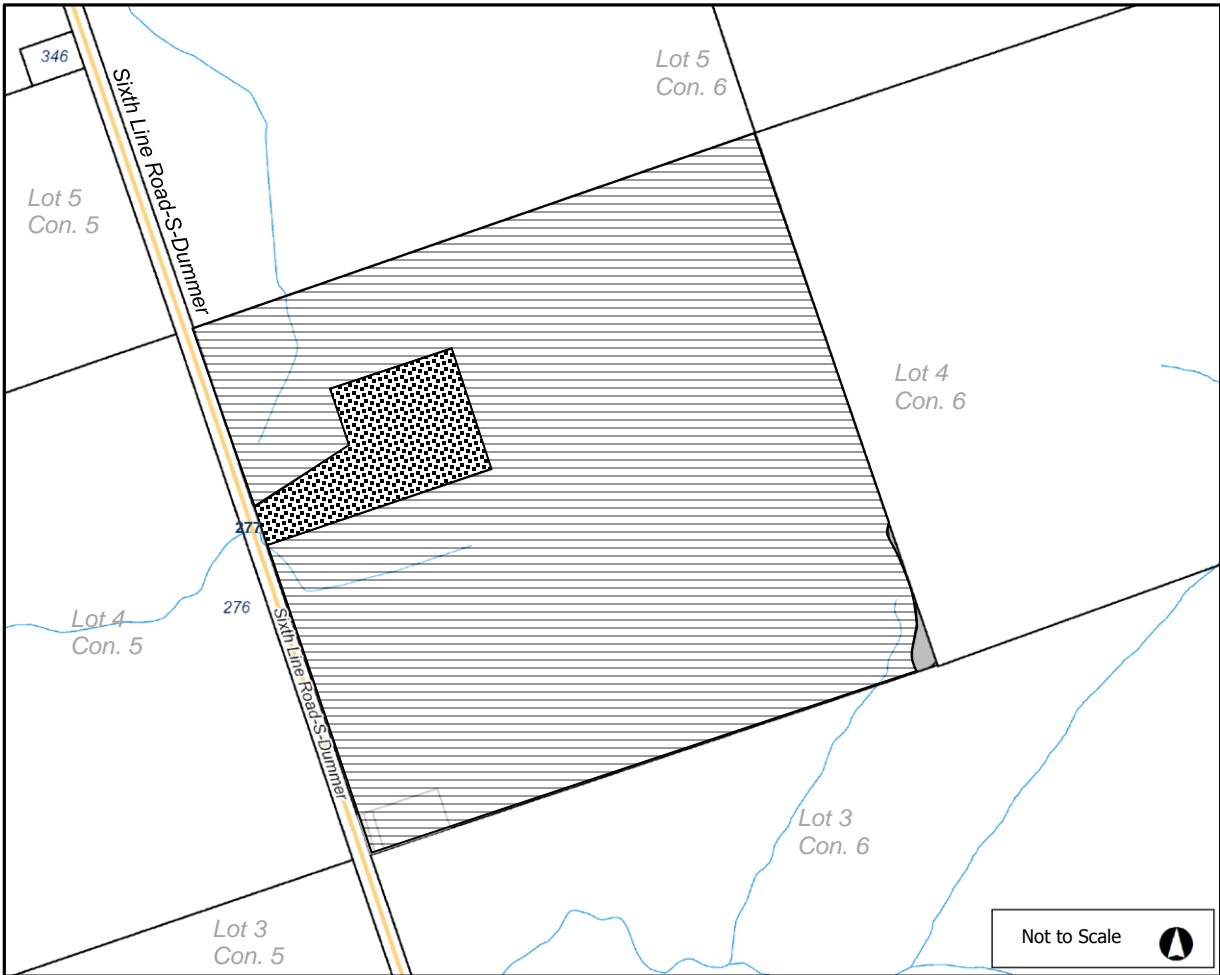 346
Sixth Line Road-S-Dummer
Lot 5
Con. 6
Lot 5
Con. 5
Lot 4
Con. 6
277
276
Lot 4
Con. 5
Sixth Line Road-S-Dummer
Lot 3
Con. 6
Lot 3
Con. 5
Not to Scale